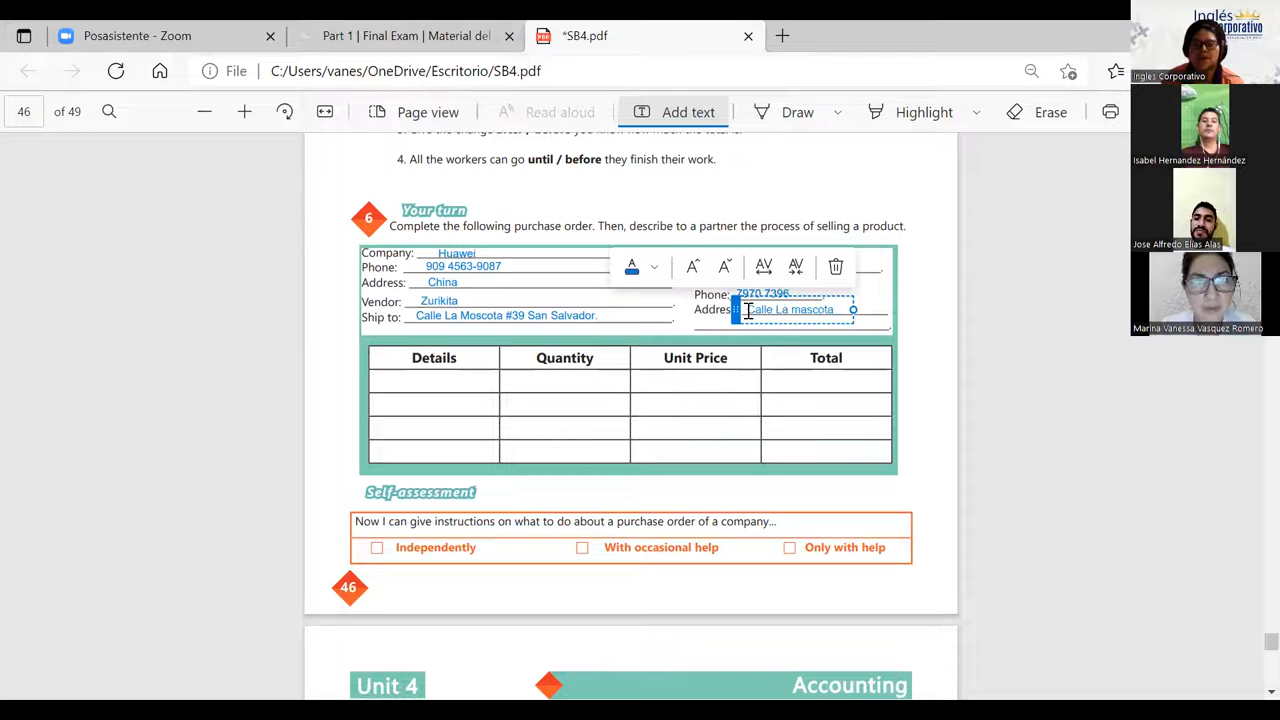 Posasistente - Zoom
Part 1 | Final Exam | Material del
*SB4.pdf
File
C:/Users/vanes/OneDrive/Escritorio/SB4.pdf
46 of 49
Page view
Read aloud
Add text
Draw
Highlight
Erase
4. All the workers can go until / before they finish their work.
6
Your turn
Complete the following purchase order. Then, describe to a partner the process of selling a product.
Company: Huawei
Phone: 909 4563-9087
Address: China
Vendor: Zurikita
Ship to: Calle La Moscota #39 San Salvador.
Phone: 7970 7396
Address: Calle La mascota
Details Quantity Unit Price Total
Self-assessment
Now I can give instructions on what to do about a purchase order of a company...
Independently
With occasional help
Only with help
46
Unit 4
Accounting
Inglés
Corporativo
Ingles Corporativo
Isabel Hernandez Hernández
Jose Alfredo Elias Alas
Marina Vanessa Vasquez Romero